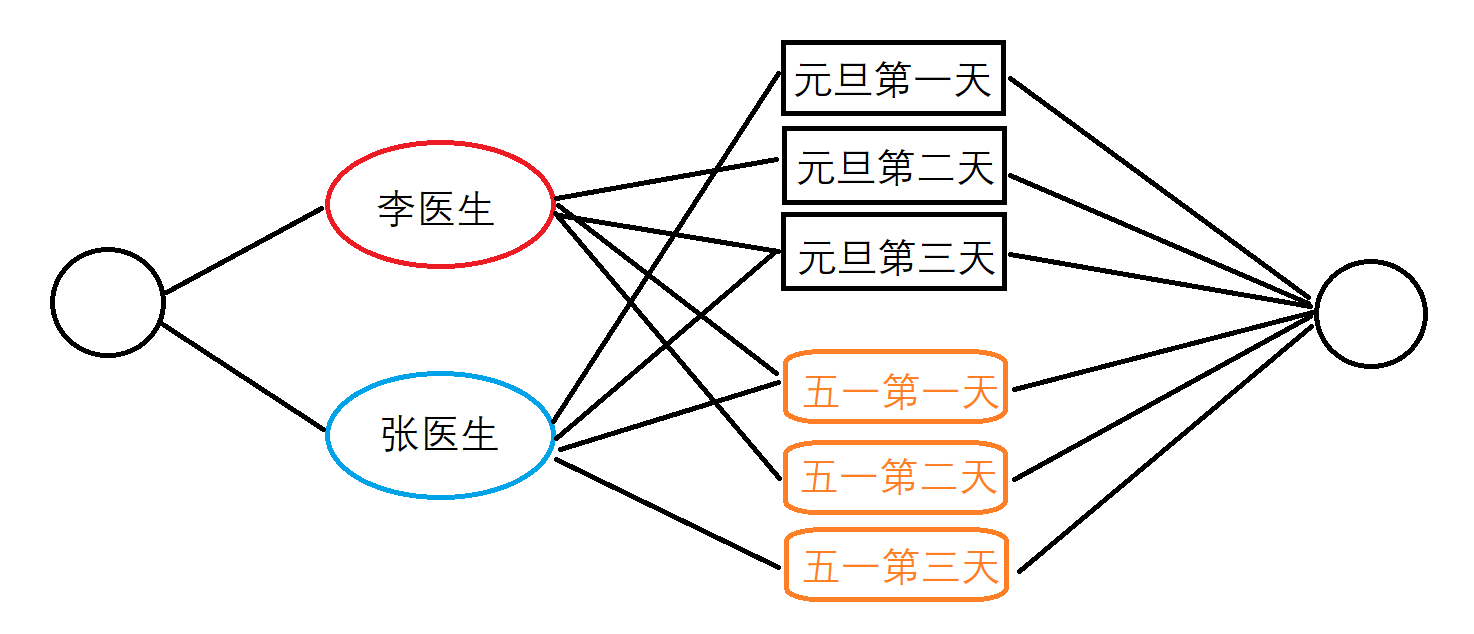 李医生
张医生
元旦第一天
元旦第二天
元旦第三天
五一第一天
五一第二天
五一第三天